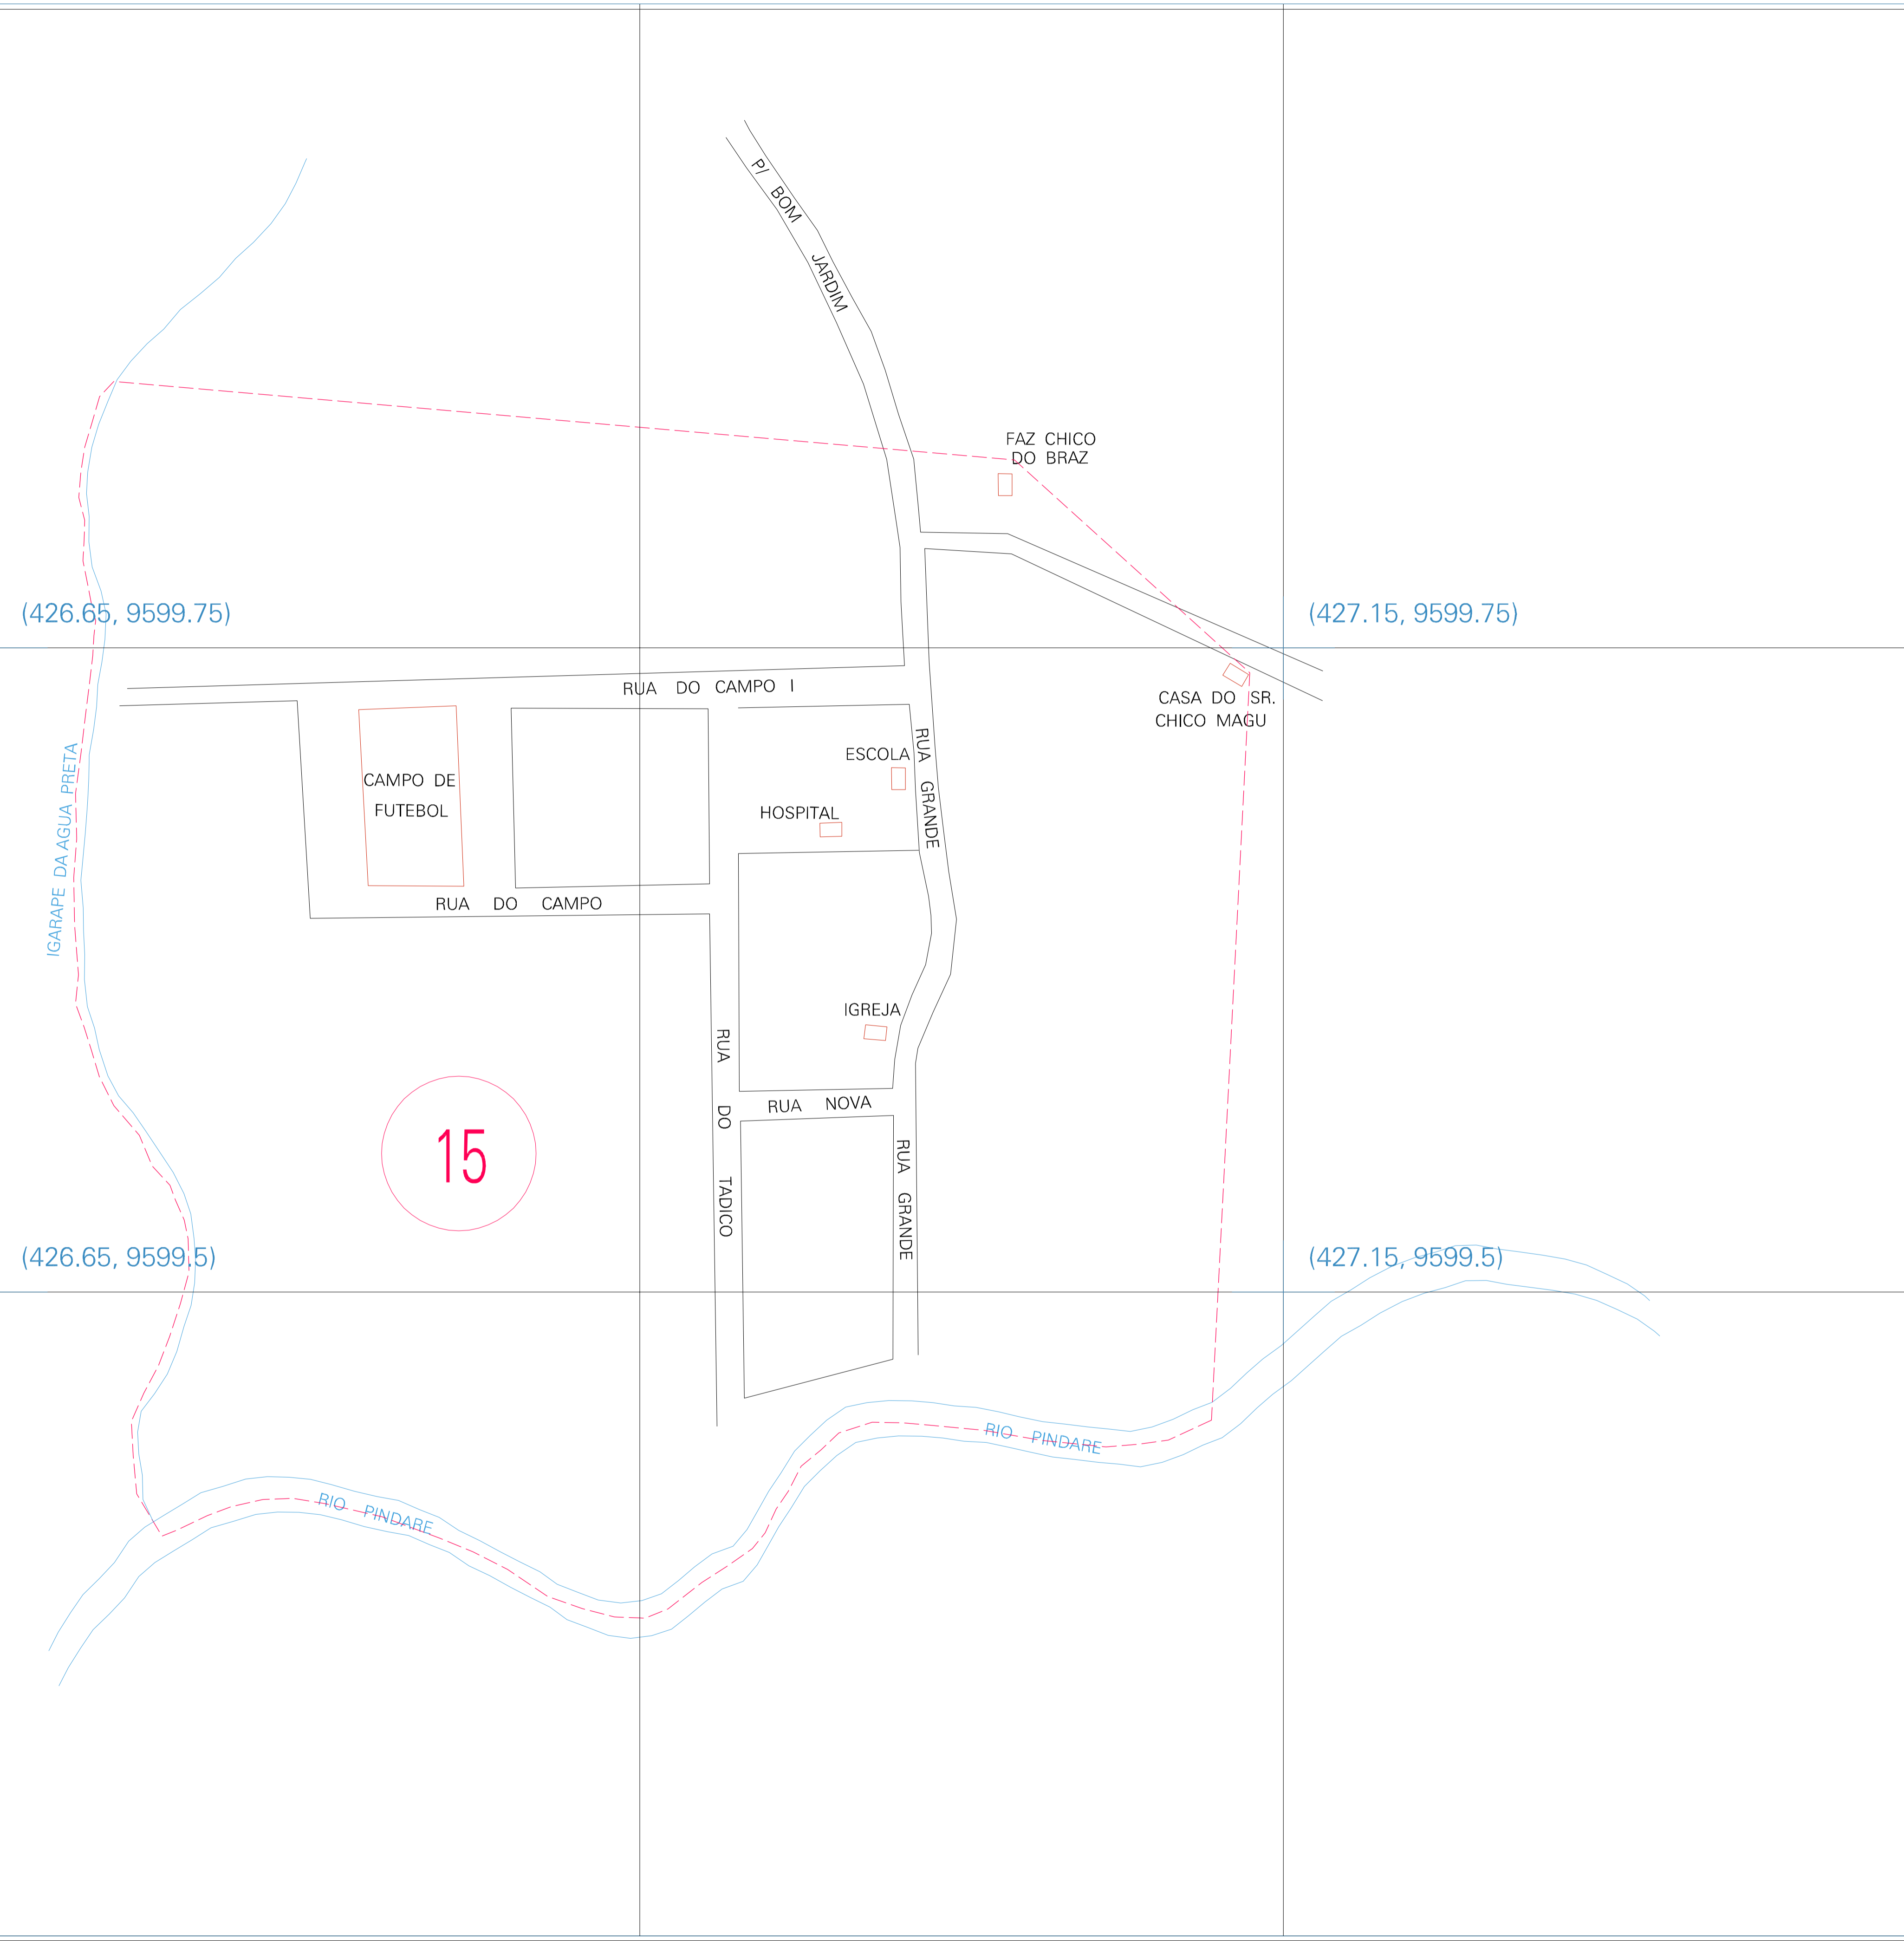 P/ BOM JARDIM
FAZ CHICO
DO BRAZ
(426.65, 9599.75)
(427.15, 9599.75)
RUA DO CAMPO I
CASA DO SR.
CHICO MAGU
RUA GRANDE
ESCOLA
CAMPO DE
FUTEBOL
HOSPITAL
IGARAPE DA AGUA PRETA
RUA DO CAMPO
IGREJA
RUA DO TADICO
RUA NOVA
15
RUA GRANDE
(426.65, 9599.5)
(427.15, 9599.5)
RIO PINDARE
RIO PINDARE